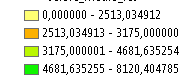 0,000000 - 2513,034912
2513,034913 - 3175,000000
3175,000001 - 4681,635254
4681,635255 - 8120,404785